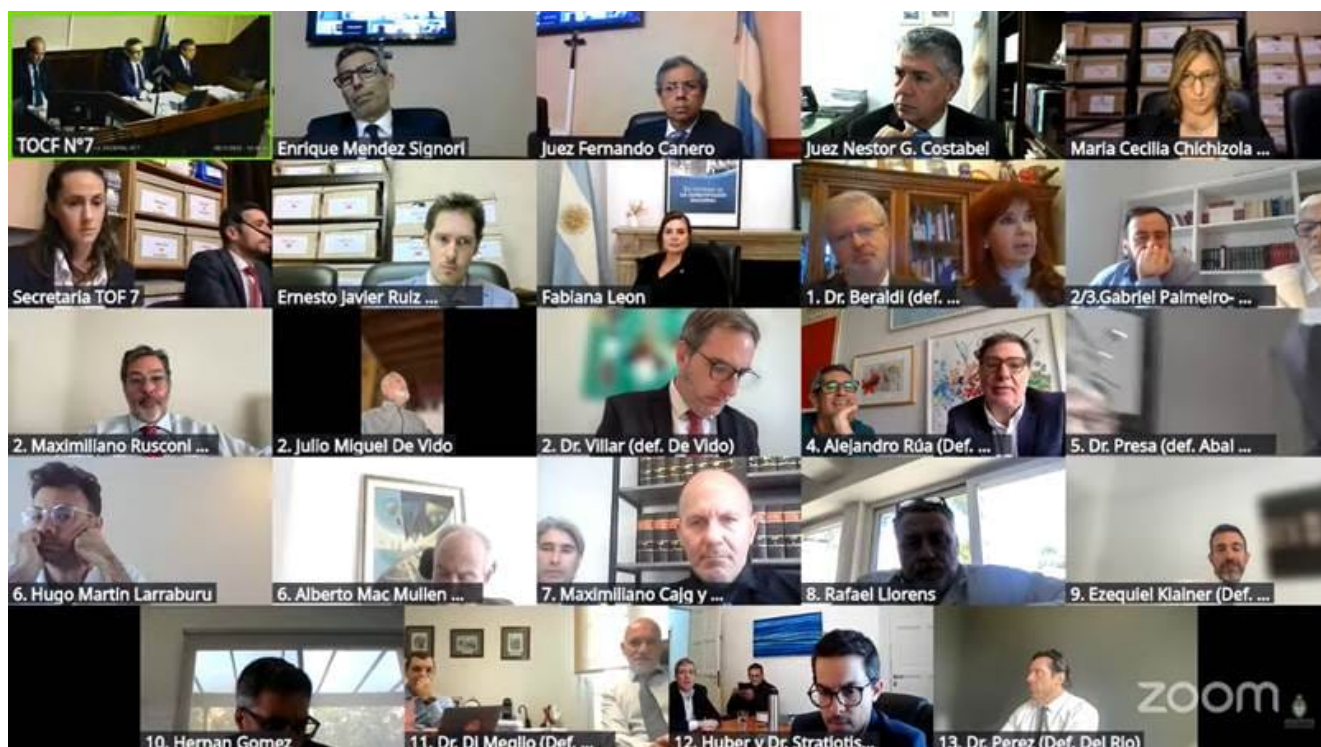 TOCF N°7
Enrique Mendez Signori
Juez Fernando Canero
Juez Nestor G. Costabel
Maria Cecilia Chichizola ...
Secretaria TOF 7
Ernesto Javier Ruiz ...
Fabiana Leon
1. Dr. Beraldi (def. ...
2/3.Gabriel Palmeiro- ...
2. Maximiliano Rusconi ...
2. Julio Miguel De Vido
2. Dr. Villar (def. De Vido)
4. Alejandro Rúa (Def. ...
5. Dr. Presa (def. Abal ...
6. Hugo Martin Larraburu
6. Alberto Mac Mullen ...
7. Maximiliano Cajg y ...
8. Rafael Llorens
9. Ezequiel Klainer (Def. ...
10. Hernan Gomez
11. Dr. Di Meglio (Def. ...
12. Huber y Dr. Stratiotis...
13. Dr. Perez (Def. Del Rio)
zoom